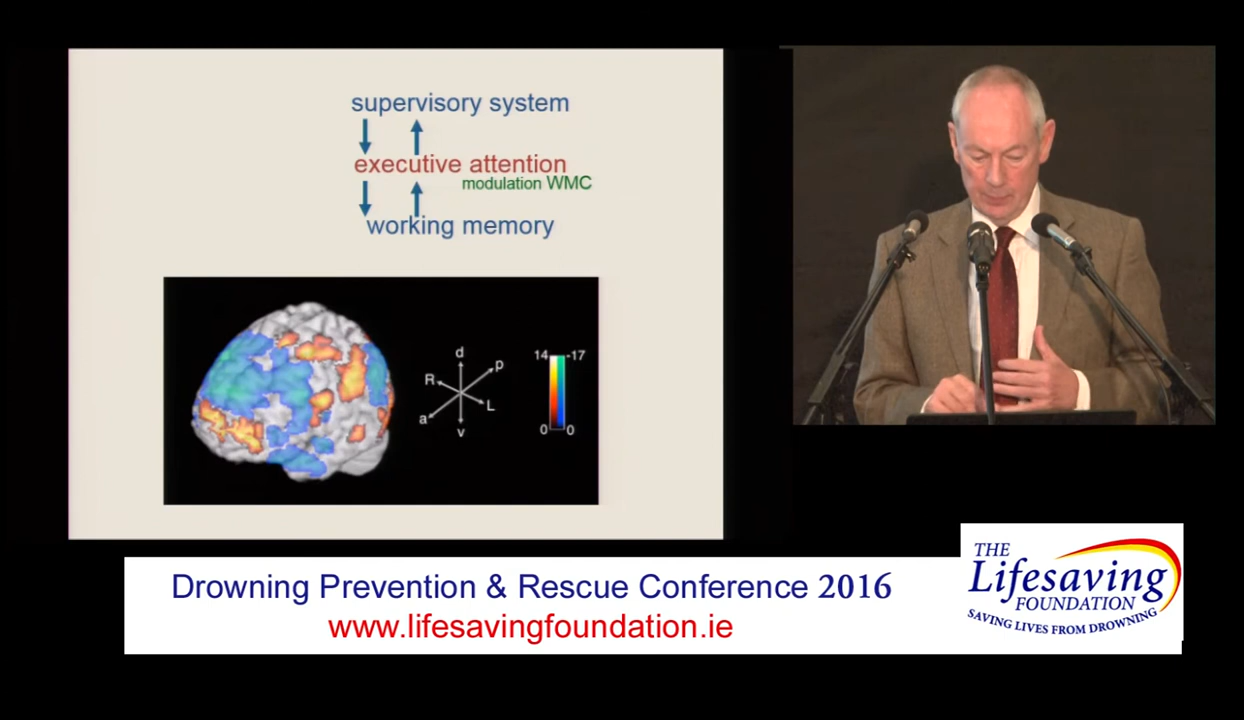 supervisory system
executive attention
modulation WMC
working memory
d
p
R
L
a
v
14
-17
0
0
Drowning Prevention & Rescue Conference 2016
www.lifesavingfoundation.ie
THE
Lifesaving
FOUNDATION
SAVING LIVES FROM DROWNING